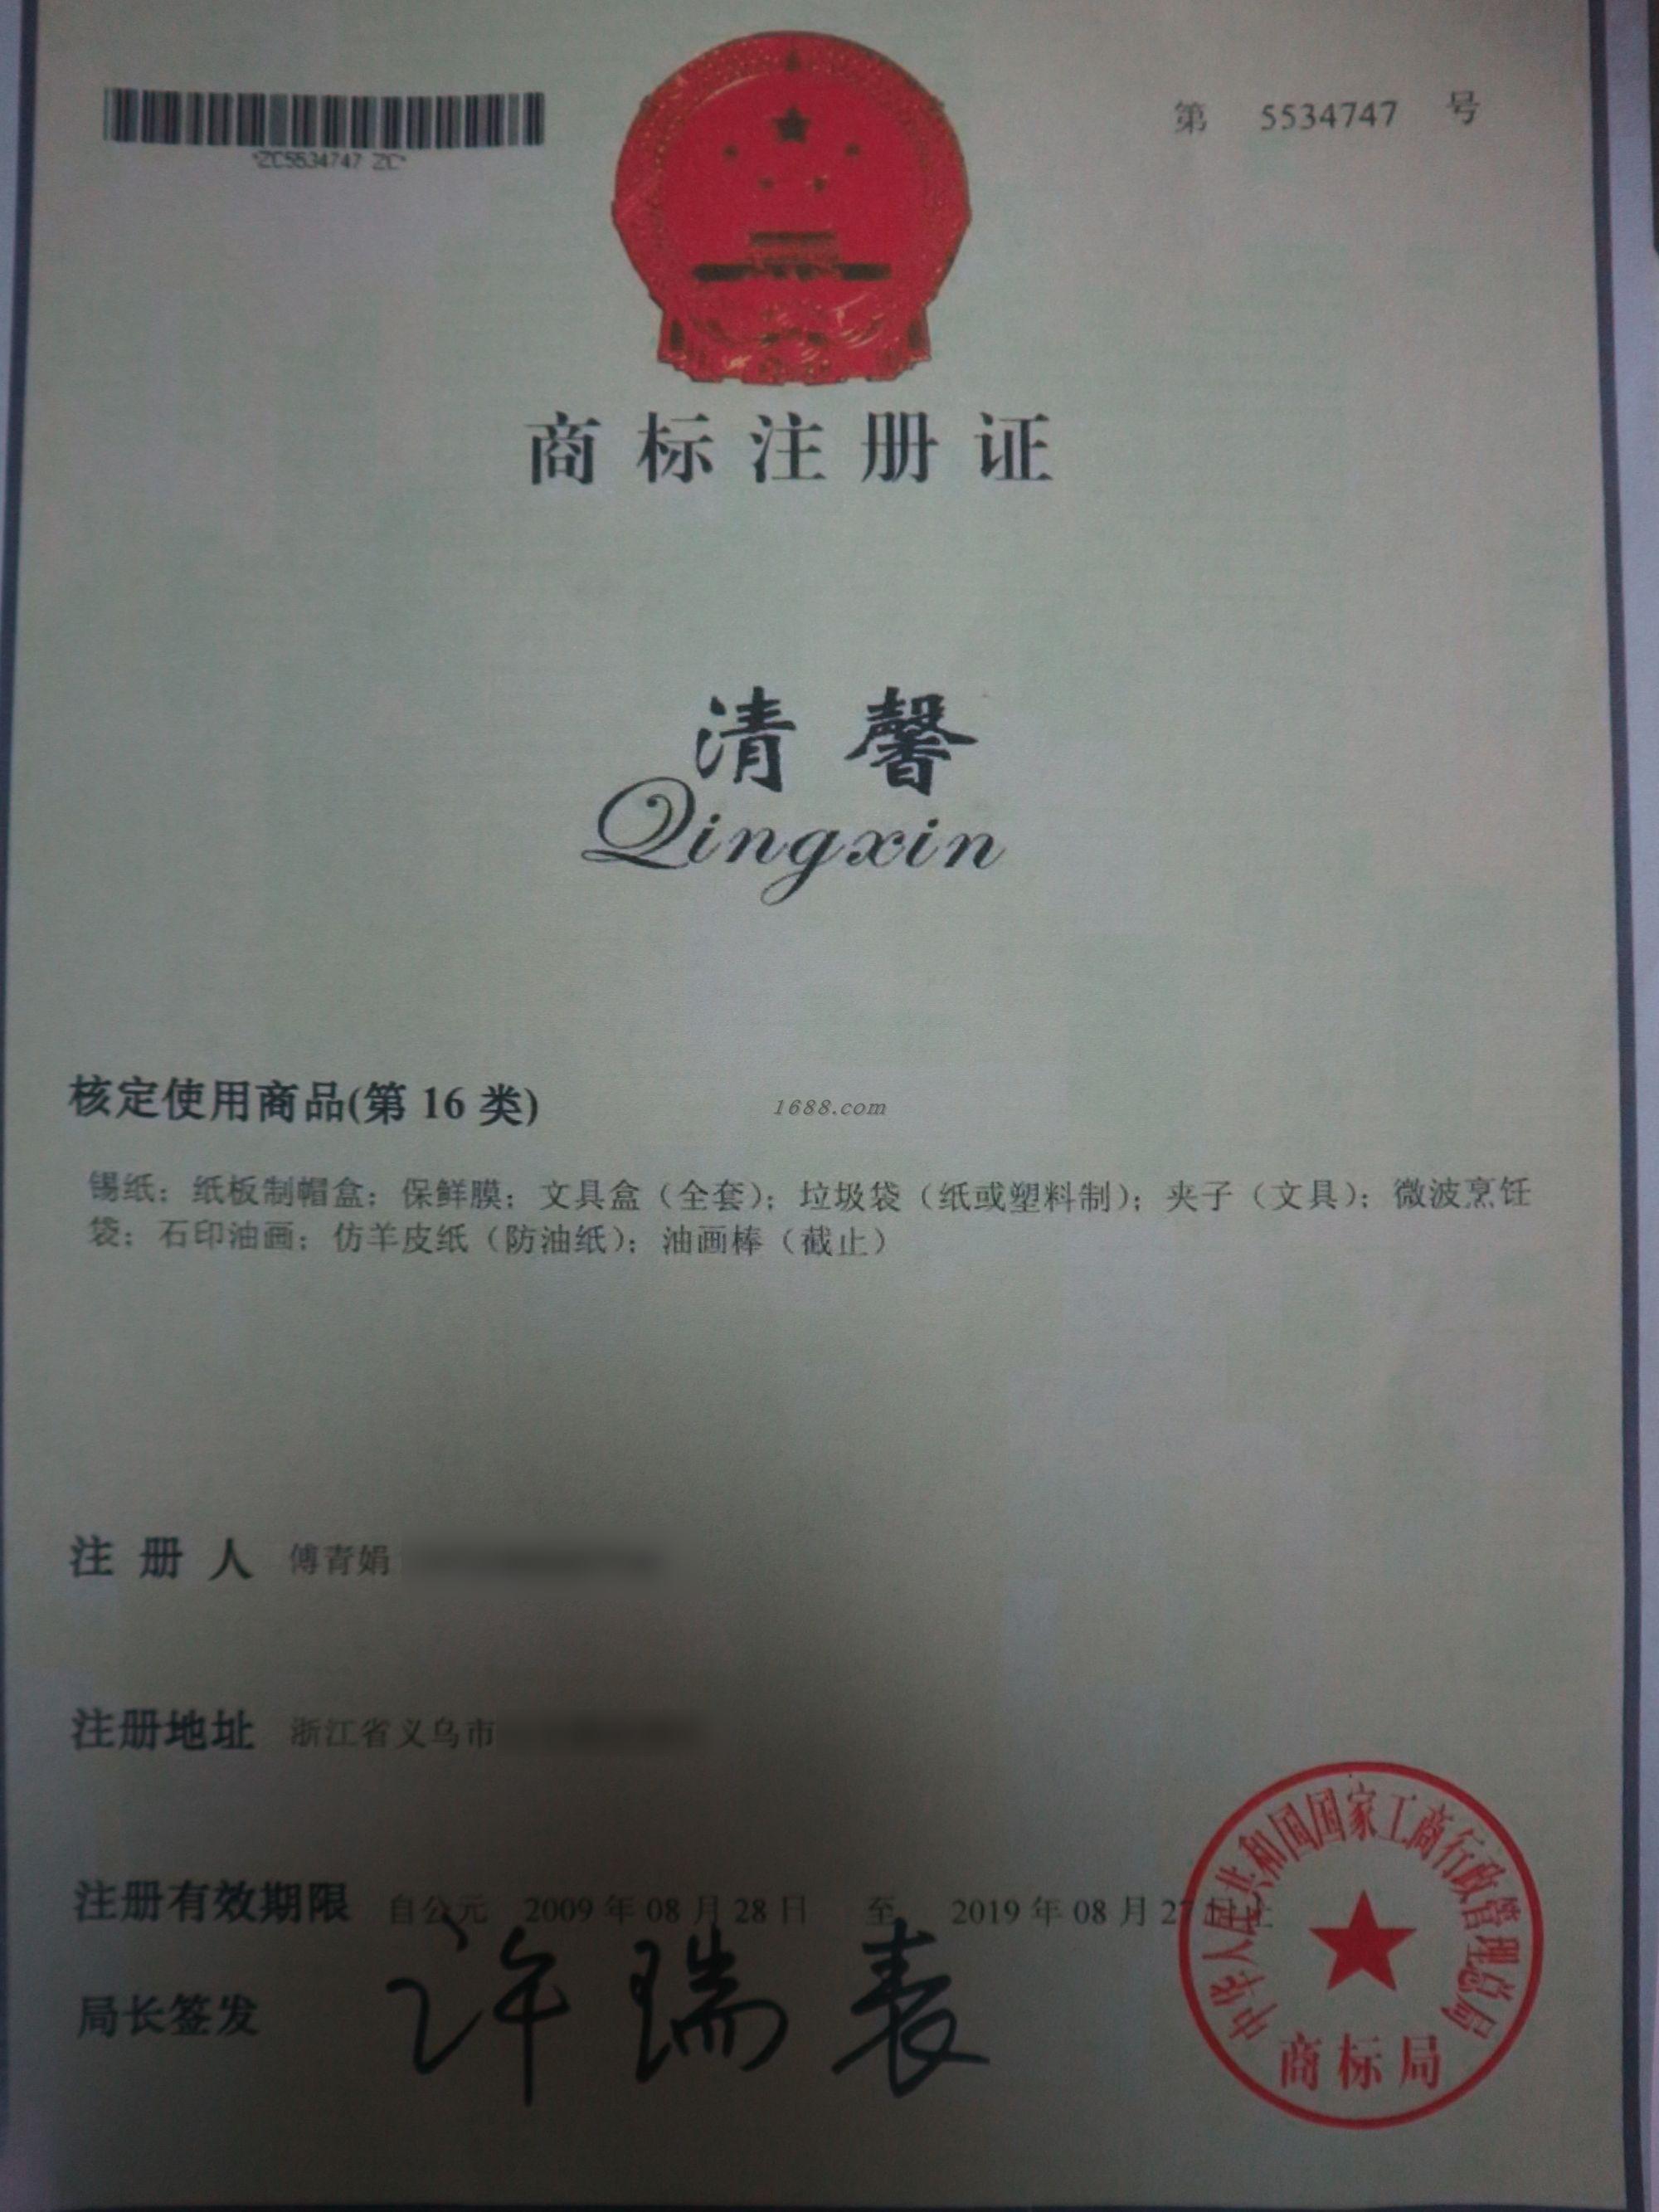 *ZC5534747 ZC*
第 5534747 号
商标注册证
清馨
Qingxin
核定使用商品(第 16 类)
1688.com
锡纸；纸板制帽盒；保鲜膜；文具盒（全套）；垃圾袋（纸或塑料制）；夹子（文具）；微波烹饪
袋；石印油画；仿羊皮纸（防油纸）；油画棒（截止）
注册人 傅青娟
注册地址 浙江省义乌市
注册有效期限 自公元 2009 年 08 月 28 日 至 2019 年 08 月 27 日止
局长签发 许瑞表
中华人民共和国国家工商行政管理总局
商标局